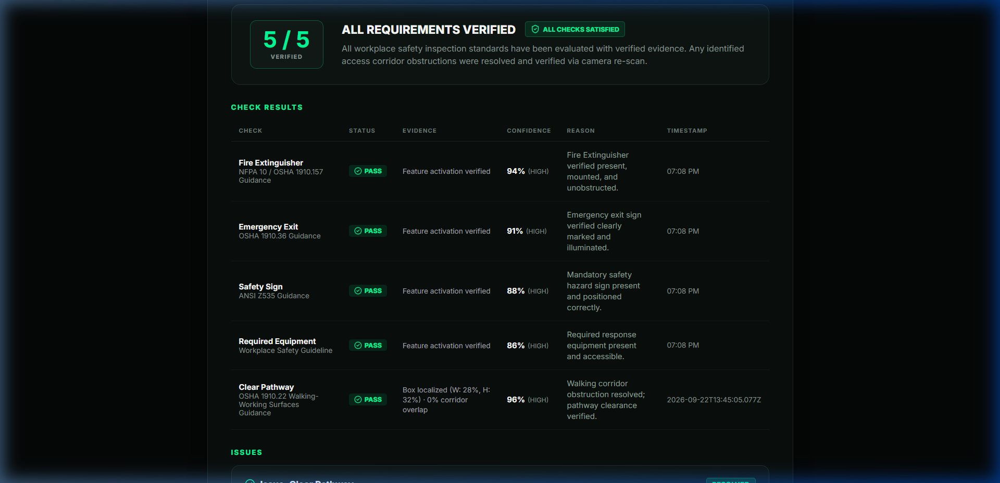 5 / 5
VERIFIED
ALL REQUIREMENTS VERIFIED
ALL CHECKS SATISFIED
All workplace safety inspection standards have been evaluated with verified evidence. Any identified
access corridor obstructions were resolved and verified via camera re-scan.
CHECK RESULTS
CHECK STATUS EVIDENCE CONFIDENCE REASON TIMESTAMP
Fire Extinguisher
NFPA 10 / OSHA 1910.157
Guidance
PASS
Feature activation verified
94% (HIGH)
Fire Extinguisher
verified present,
mounted, and
unobstructed.
07:08 PM
Emergency Exit
OSHA 1910.36 Guidance
PASS
Feature activation verified
91% (HIGH)
Emergency exit sign
verified clearly
marked and
illuminated.
07:08 PM
Safety Sign
ANSI Z535 Guidance
PASS
Feature activation verified
88% (HIGH)
Mandatory safety
hazard sign present
and positioned
correctly.
07:08 PM
Required Equipment
Workplace Safety Guideline
PASS
Feature activation verified
86% (HIGH)
Required response
equipment present
and accessible.
07:08 PM
Clear Pathway
OSHA 1910.22 Walking-
Working Surfaces
Guidance
PASS
Box localized (W: 28%, H:
32%) · 0% corridor
overlap
96% (HIGH)
Walking corridor
obstruction resolved;
pathway clearance
verified.
2026-09-22T13:45:05.077Z
ISSUES
Issue: Clear Pathway
RESOLVED